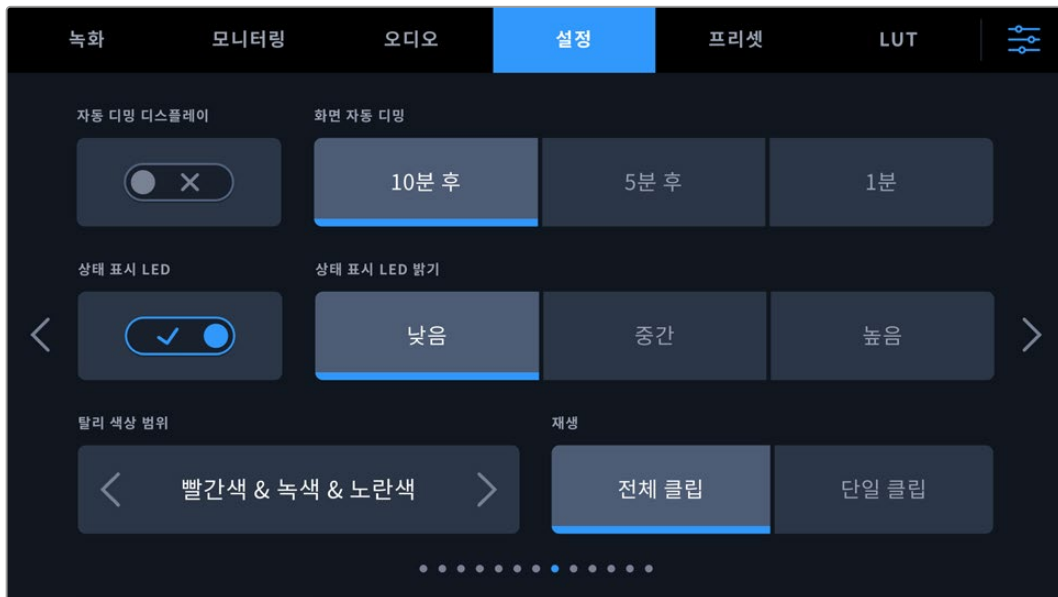 녹화 모니터링 오디오 설정 프리셋 LUT
자동 디밍 디스플레이 화면 자동 디밍
10분 후 5분 후 1분
상태 표시 LED 상태 표시 LED 밝기
낮음 중간 높음
탈리 색상 범위 재생
빨간색 & 녹색 & 노란색 전체 클립 단일 클립